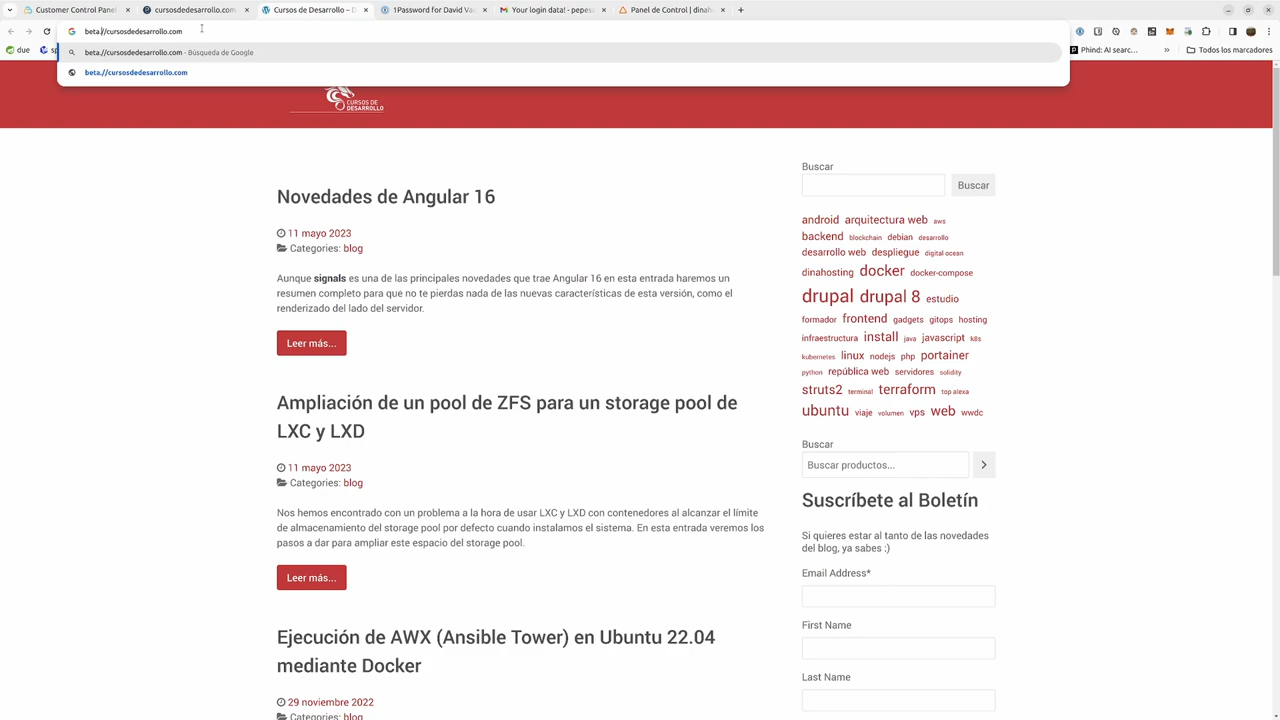 Customer Control Panel
cursosdedesarrollo.com
Cursos de Desarrollo – D
1Password for David Va
Your login data! - pepes
Panel de Control | dinah
beta.//cursosdedesarrollo.com
due
Phind: AI searc...
»
Todos los marcadores
beta.//cursosdedesarrollo.com - Búsqueda de Google
beta.//cursosdedesarrollo.com
CURSOS DE
DESARROLLO
Novedades de Angular 16
11 mayo 2023
Categories: blog
Aunque signals es una de las principales novedades que trae Angular 16 en esta entrada haremos un
resumen completo para que no te pierdas nada de las nuevas características de esta versión, como el
renderizado del lado del servidor.
Leer más...
Ampliación de un pool de ZFS para un storage pool de
LXC y LXD
11 mayo 2023
Categories: blog
Nos hemos encontrado con un problema a la hora de usar LXC y LXD con contenedores al alcanzar el límite
de almacenamiento del storage pool por defecto cuando instalamos el sistema. En esta entrada veremos los
pasos a dar para ampliar este espacio del storage pool.
Leer más...
Ejecución de AWX (Ansible Tower) en Ubuntu 22.04
mediante Docker
29 noviembre 2022
Categories: blog
Buscar
Buscar
android arquitectura web aws
backend blockchain debian desarrollo
desarrollo web despliegue digital ocean
dinahosting docker docker-compose
drupal drupal 8 estudio
formador frontend gadgets gitops hosting
infraestructura install java javascript k8s
kubernetes linux nodejs php portainer
python república web servidores solidity
struts2 terminal terraform top alexa
ubuntu viaje volumen vps web wwdc
Buscar
Buscar productos...
Suscríbete al Boletín
Si quieres estar al tanto de las novedades
del blog, ya sabes ;)
Email Address*
First Name
Last Name